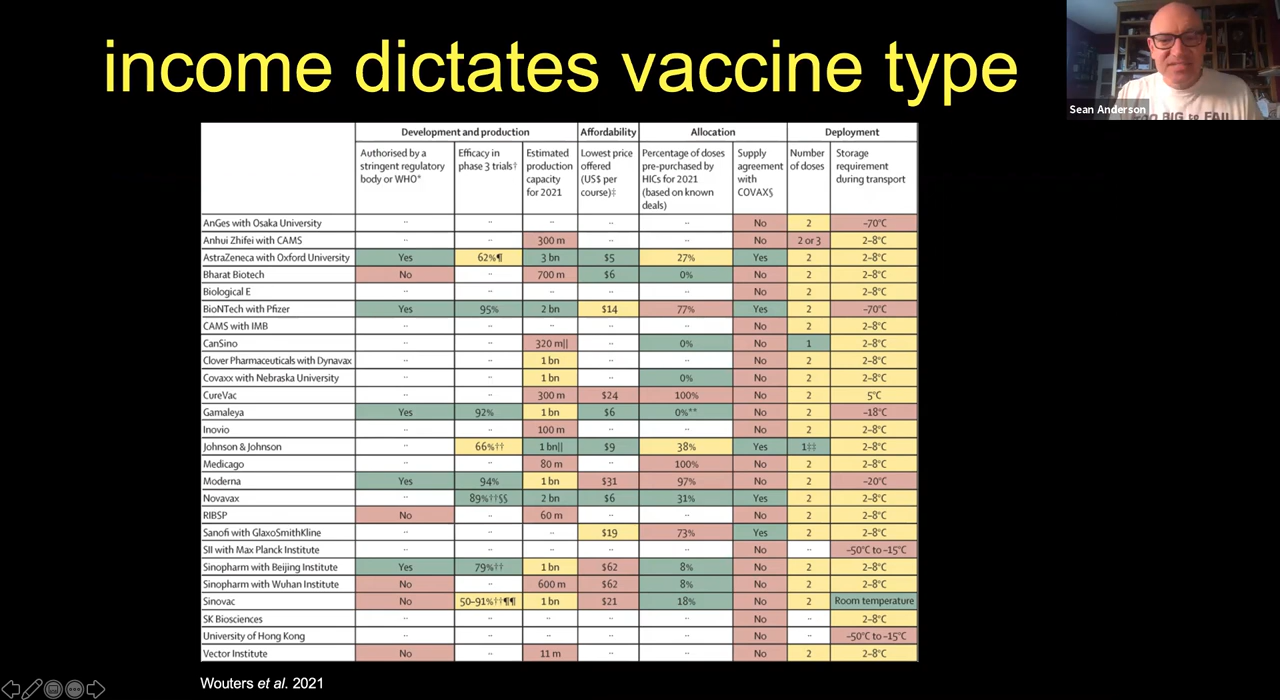 income dictates vaccine type
Sean Anderson
TOO BIG to FAIL
Development and production Affordability Allocation Deployment
Authorised by a stringent regulatory body or WHO* Efficacy in phase 3 trials† Estimated production capacity for 2021 Lowest price offered (US$ per course)‡ Percentage of doses pre-purchased by HICs for 2021 (based on known deals) Supply agreement with COVAX§ Number of doses Storage requirement during transport
AnGes with Osaka University ·· ·· ·· ·· ·· No 2 –70°C
Anhui Zhifei with CAMS ·· ·· 300 m ·· ·· No 2 or 3 2–8°C
AstraZeneca with Oxford University Yes 62%¶ 3 bn $5 27% Yes 2 2–8°C
Bharat Biotech No ·· 700 m $6 0% No 2 2–8°C
Biological E ·· ·· ·· ·· ·· No 2 2–8°C
BioNTech with Pfizer Yes 95% 2 bn $14 77% Yes 2 –70°C
CAMS with IMB ·· ·· ·· ·· ·· No 2 2–8°C
CanSino ·· ·· 320 m|| ·· 0% No 1 2–8°C
Clover Pharmaceuticals with Dynavax ·· ·· 1 bn ·· ·· No 2 2–8°C
Covaxx with Nebraska University ·· ·· 1 bn ·· 0% No 2 2–8°C
CureVac ·· ·· 300 m $24 100% No 2 5°C
Gamaleya Yes 92% 1 bn $6 0%** No 2 –18°C
Inovio ·· ·· 100 m ·· ·· No 2 2–8°C
Johnson & Johnson ·· 66%†† 1 bn|| $9 38% Yes 1‡‡ 2–8°C
Medicago ·· ·· 80 m ·· 100% No 2 2–8°C
Moderna Yes 94% 1 bn $31 97% No 2 –20°C
Novavax ·· 89%††§§ 2 bn $6 31% Yes 2 2–8°C
RIBSP No ·· 60 m ·· ·· No 2 2–8°C
Sanofi with GlaxoSmithKline ·· ·· ·· $19 73% Yes 2 2–8°C
SII with Max Planck Institute ·· ·· ·· ·· ·· No ·· –50°C to –15°C
Sinopharm with Beijing Institute Yes 79%†† 1 bn $62 8% No 2 2–8°C
Sinopharm with Wuhan Institute No ·· 600 m $62 8% No 2 2–8°C
Sinovac No 50–91%††¶¶ 1 bn $21 18% No 2 Room temperature
SK Biosciences ·· ·· ·· ·· ·· No ·· 2–8°C
University of Hong Kong ·· ·· ·· ·· ·· No ·· –50°C to –15°C
Vector Institute No ·· 11 m ·· ·· No 2 2–8°C
Wouters et al. 2021